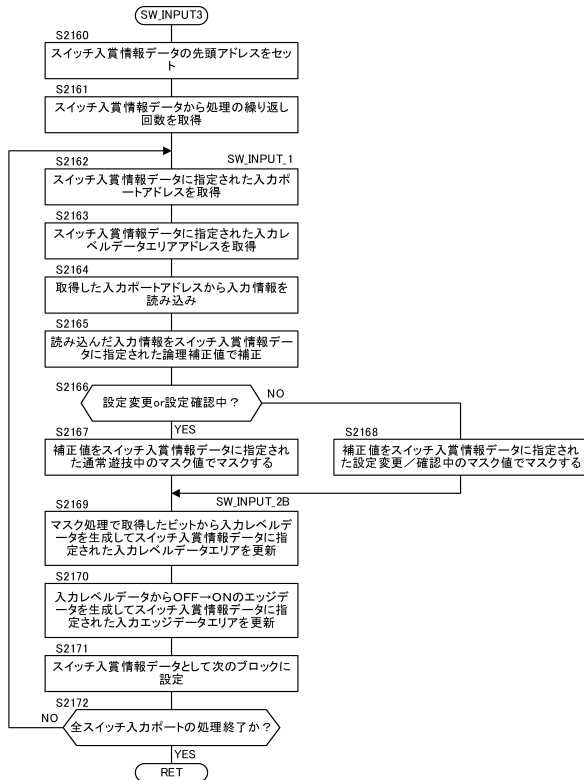 SW_INPUT3
S2160
スイッチ入賞情報データの先頭アドレスをセッ
ト
S2161
スイッチ入賞情報データから処理の繰り返し
回数を取得
SW_INPUT_1
S2162
スイッチ入賞情報データに指定された入力ポ
ートアドレスを取得
S2163
スイッチ入賞情報データに指定された入力レ
ベルデータエリアアドレスを取得
S2164
取得した入力ポートアドレスから入力情報を
読み込み
S2165
読み込んだ入力情報をスイッチ入賞情報デー
タに指定された論理補正値で補正
S2166
設定変更or設定確認中?
NO
YES
S2167
補正値をスイッチ入賞情報データに指定され
た通常遊技中のマスク値でマスクする
S2168
補正値をスイッチ入賞情報データに指定され
た設定変更/確認中のマスク値でマスクする
SW_INPUT_2B
S2169
マスク処理で取得したビットから入力レベルデ
ータを生成してスイッチ入賞情報データに指
定された入力レベルデータエリアを更新
S2170
入力レベルデータからOFF→ONのエッジデ
ータを生成してスイッチ入賞情報データに指
定された入力エッジデータエリアを更新
S2171
スイッチ入賞情報データとして次のブロックに
設定
S2172
全スイッチ入力ポートの処理終了か?
NO
YES
RET